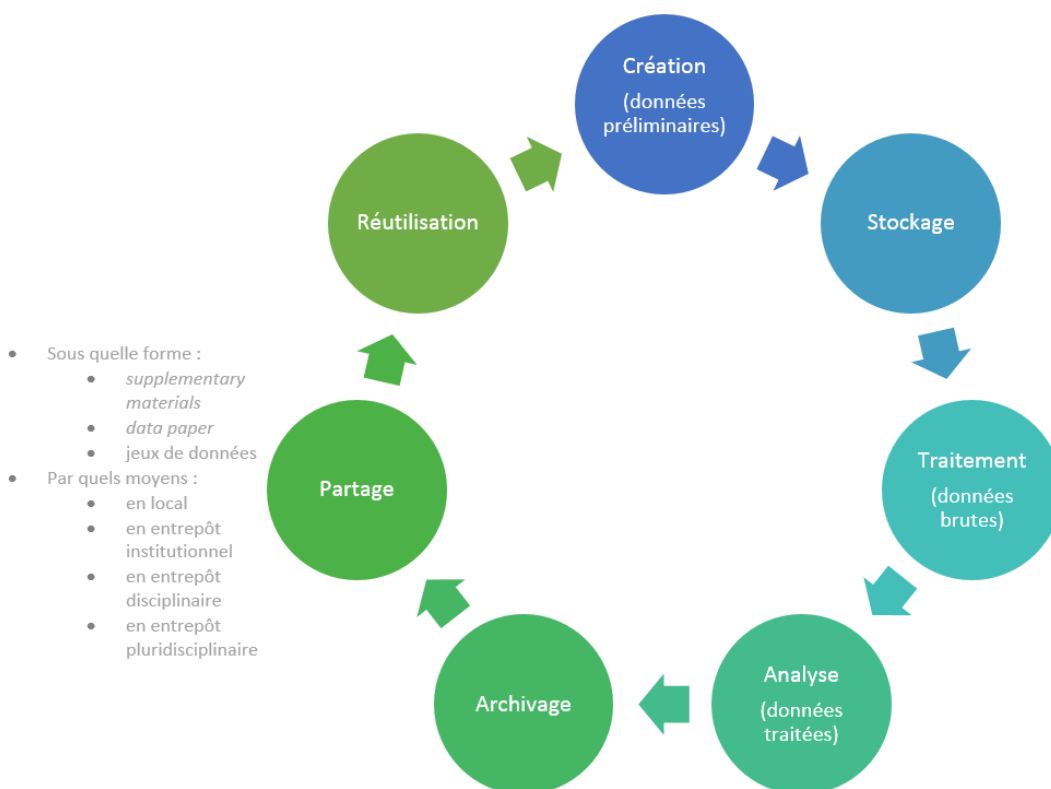 Création
(données
préliminaires)
Réutilisation
Stockage
• Sous quelle forme :
• supplementary
materials
• data paper
• jeux de données
• Par quels moyens :
• en local
• en entrepôt
institutionnel
• en entrepôt
disciplinaire
• en entrepôt
pluridisciplinaire
Partage
Traitement
(données
brutes)
Archivage
Analyse
(données
traitées)